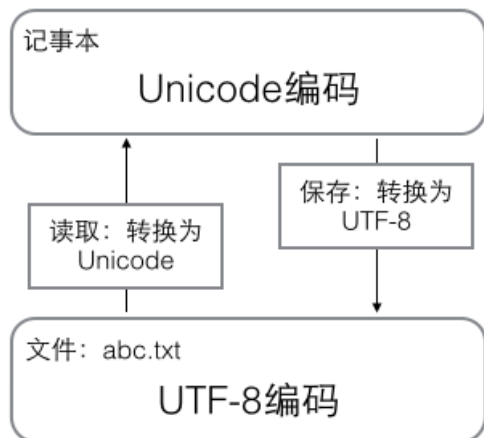 记事本
Unicode编码
保存：转换为
UTF-8
读取：转换为
Unicode
文件：abc.txt
UTF-8编码